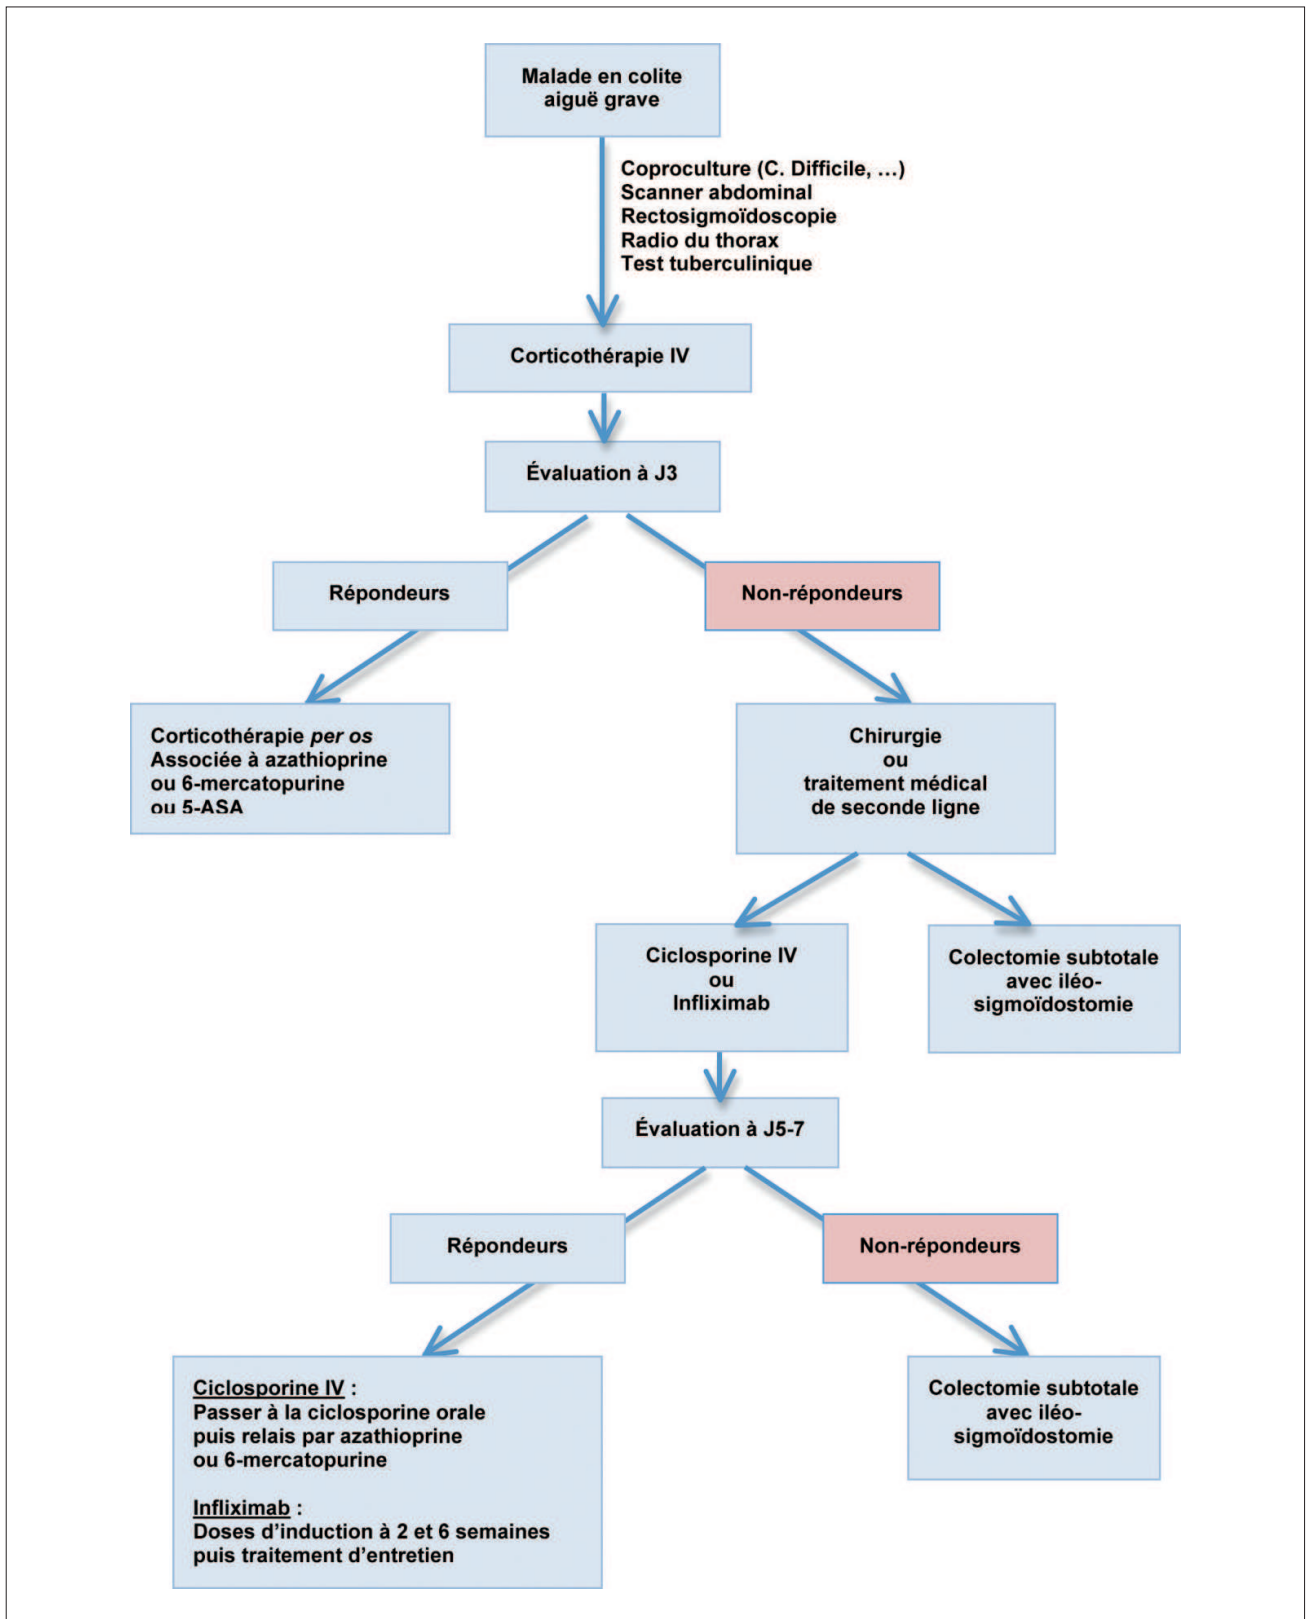 Malade en colite
aiguë grave
Coproculture (C. Difficile, ...)
Scanner abdominal
Rectosigmoïdoscopie
Radio du thorax
Test tuberculinique
Corticothérapie IV
Évaluation à J3
Répondeurs
Non-répondeurs
Corticothérapie per os
Associée à azathioprine
ou 6-mercatopurine
ou 5-ASA
Chirurgie
ou
traitement médical
de seconde ligne
Ciclosporine IV
ou
Infliximab
Colectomie subtotale
avec iléo-
sigmoïdostomie
Évaluation à J5-7
Répondeurs
Non-répondeurs
Ciclosporine IV :
Passer à la ciclosporine orale
puis relais par azathioprine
ou 6-mercatopurine
Infliximab :
Doses d'induction à 2 et 6 semaines
puis traitement d'entretien
Colectomie subtotale
avec iléo-
sigmoïdostomie